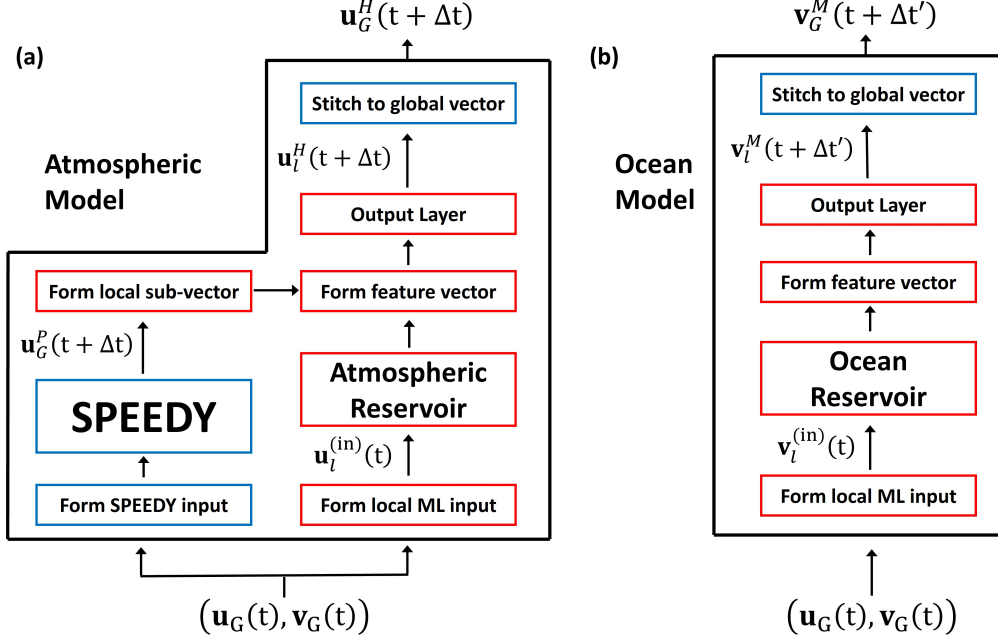 (a)
𝐮_G^H(t + Δt)
Stitch to global vector
𝐮_l^H(t + Δt)
Atmospheric
Model
Output Layer
Form local sub-vector
Form feature vector
𝐮_G^P(t + Δt)
SPEEDY
Atmospheric
Reservoir
𝐮_l^(in)(t)
Form SPEEDY input
Form local ML input
(𝐮_G(t), 𝐯_G(t))
(b)
𝐯_G^M(t + Δt′)
Stitch to global vector
𝐯_l^M(t + Δt′)
Ocean
Model
Output Layer
Form feature vector
Ocean
Reservoir
𝐯_l^(in)(t)
Form local ML input
(𝐮_G(t), 𝐯_G(t))